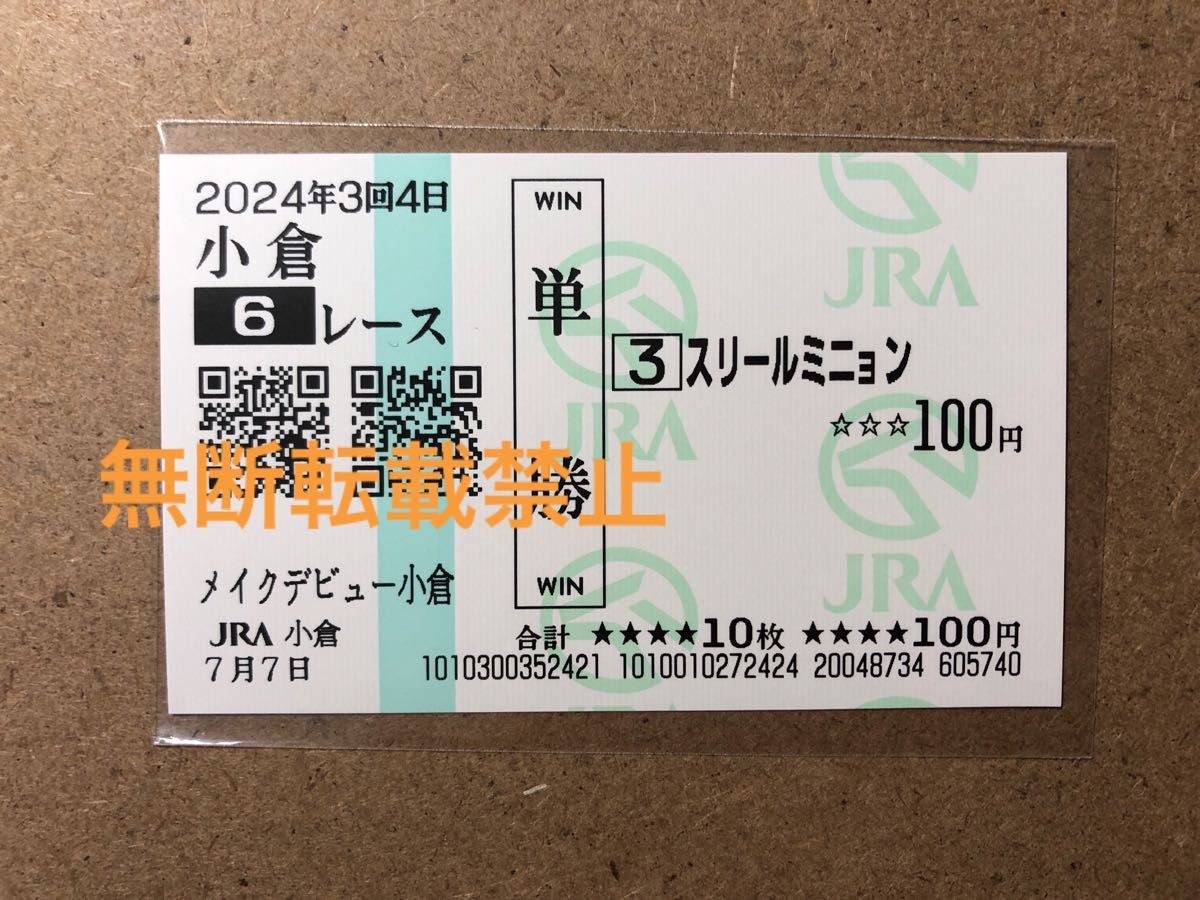 2024年3回4日
小倉
6レース
無断転載禁止
メイクデビュー小倉
JRA 小倉
7月7日
WIN
単勝
WIN
3 スリールミニョン
☆☆☆100円
合計 ★★★★10枚 ★★★★100円
1010300352421 1010010272424 20048734 605740
JRA
JRA
JRA